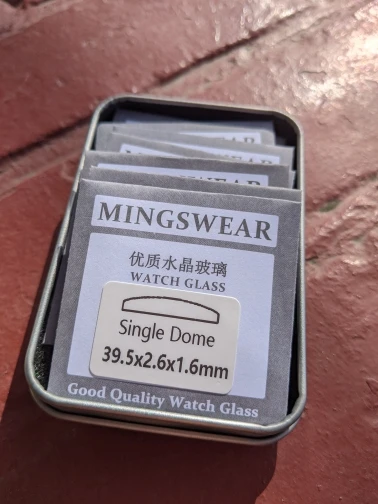 MINGSWEAR
优质水晶玻璃
WATCH GLASS
Single Dome
39.5x2.6x1.6mm
Good Quality Watch Glass